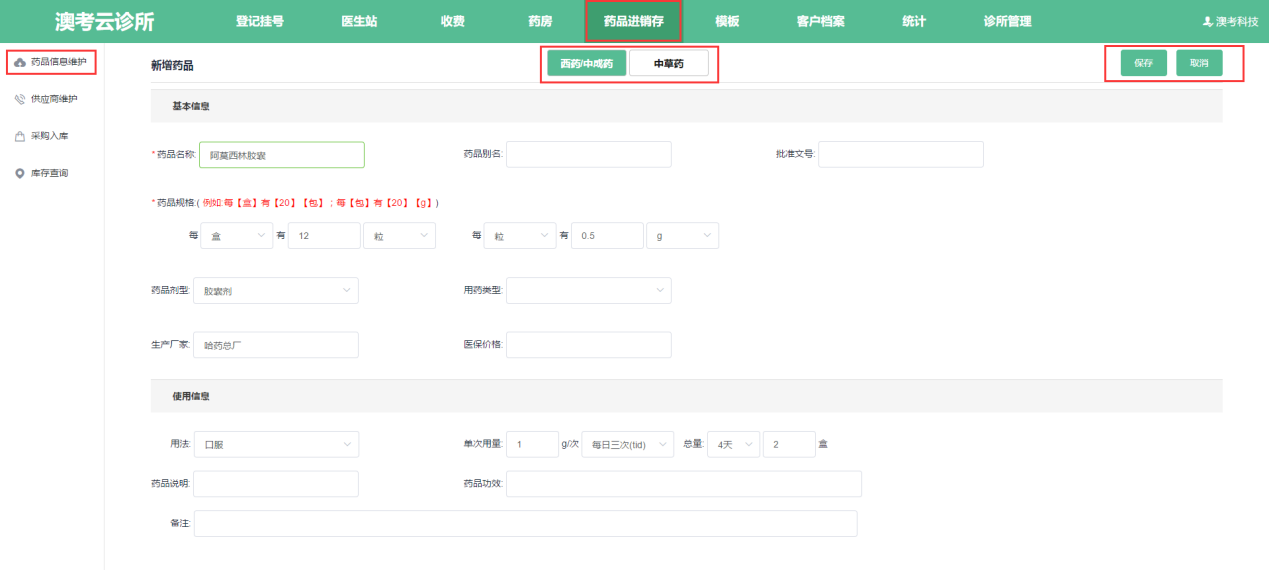 澳考云诊所 登记挂号 医生站 收费 药房 药品进销存 模板 客户档案 统计 诊所管理 澳考科技
药品信息维护
供应商维护
采购入库
库存查询
新增药品 西药/中成药 中草药 保存 取消
基本信息
*药品名称: 阿莫西林胶囊 药品别名: 批准文号:
*药品规格:( 例如:每【盒】有【20】【包】；每【包】有【20】【g】)
每 盒 有 12 粒 每 粒 有 0.5 g
药品剂型: 胶囊剂 用药类型:
生产厂家: 哈药总厂 医保价格:
使用信息
用法: 口服 单次用量: 1 g/次 每日三次(tid) 总量: 4天 2 盒
药品说明: 药品功效:
备注: